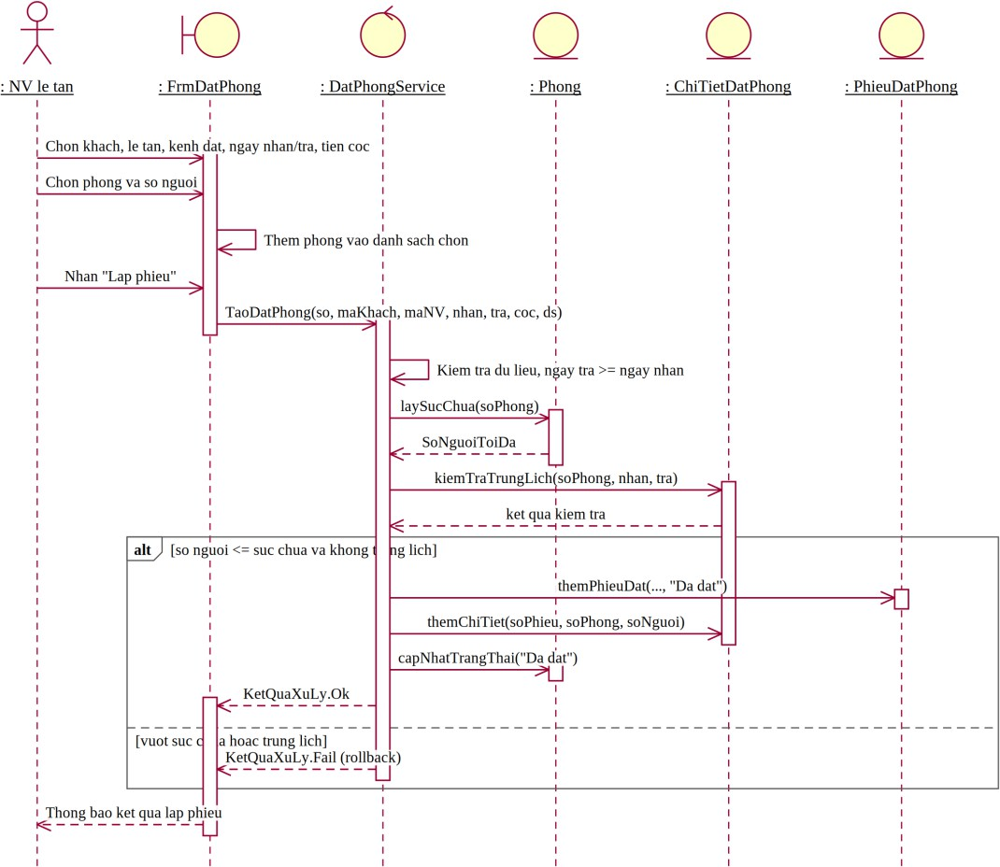 : NV le tan
: FrmDatPhong
: DatPhongService
: Phong
: ChiTietDatPhong
: PhieuDatPhong
Chon khach, le tan, kenh dat, ngay nhan/tra, tien coc
Chon phong va so nguoi
Them phong vao danh sach chon
Nhan "Lap phieu"
TaoDatPhong(so, maKhach, maNV, nhan, tra, coc, ds)
Kiem tra du lieu, ngay tra >= ngay nhan
laySucChua(soPhong)
SoNguoiToiDa
kiemTraTrungLich(soPhong, nhan, tra)
ket qua kiem tra
alt [so nguoi <= suc chua va khong trung lich]
themPhieuDat(..., "Da dat")
themChiTiet(soPhieu, soPhong, soNguoi)
capNhatTrangThai("Da dat")
KetQuaXuLy.Ok
[vuot suc chua hoac trung lich]
KetQuaXuLy.Fail (rollback)
Thong bao ket qua lap phieu